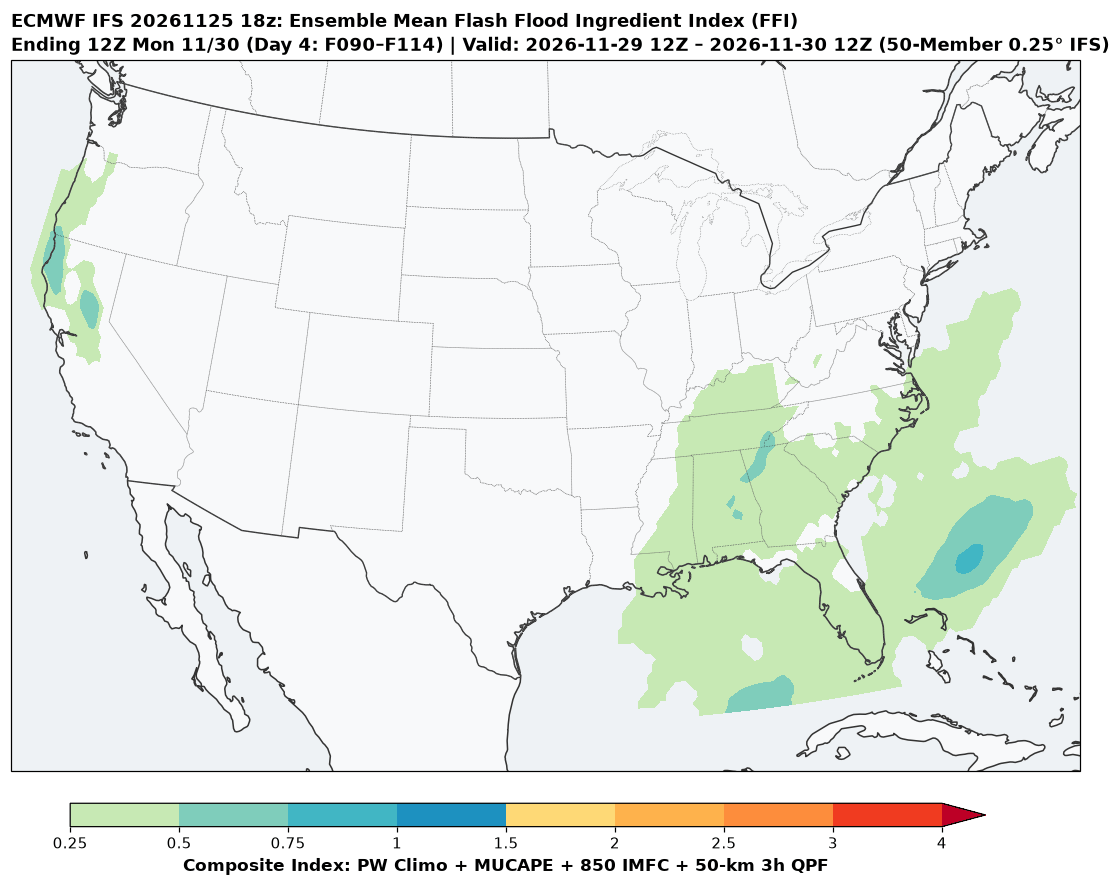 ECMWF IFS 20261125 18z: Ensemble Mean Flash Flood Ingredient Index (FFI)
Ending 12Z Mon 11/30 (Day 4: F090–F114) | Valid: 2026-11-29 12Z – 2026-11-30 12Z (50-Member 0.25° IFS)
0.25 0.5 0.75 1 1.5 2 2.5 3 4
Composite Index: PW Climo + MUCAPE + 850 IMFC + 50-km 3h QPF